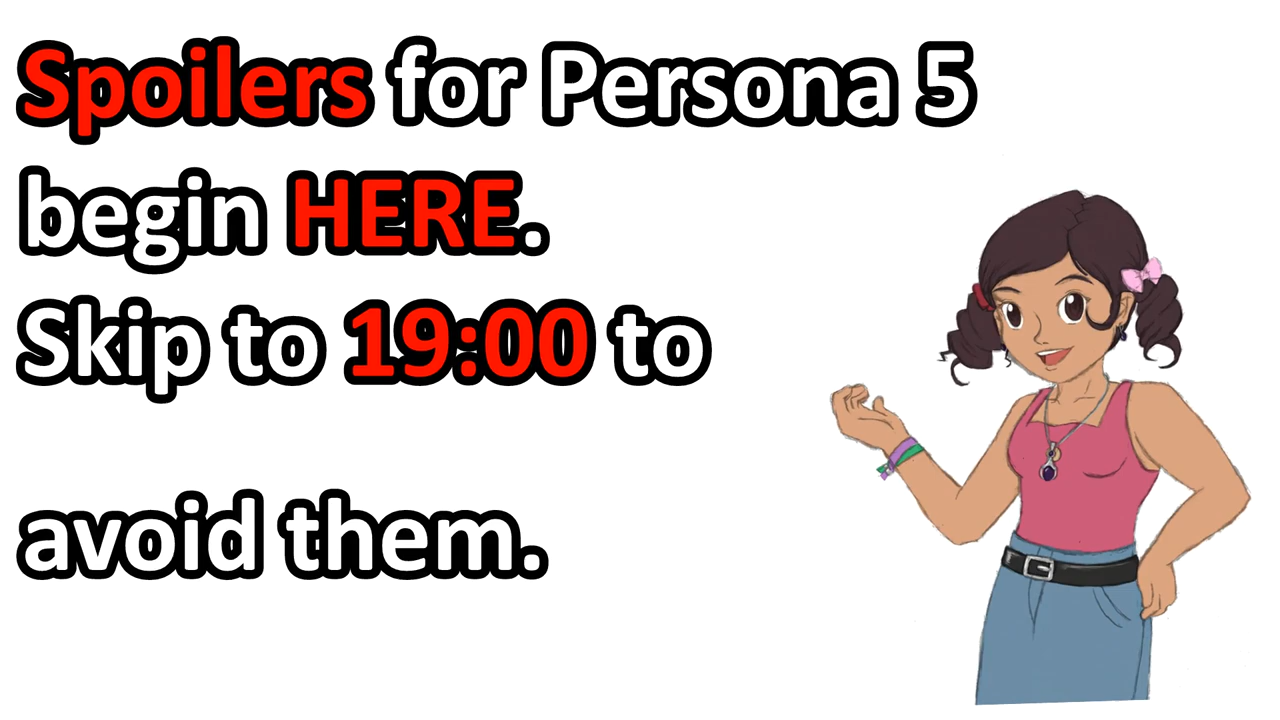 Spoilers for Persona 5
begin HERE.
Skip to 19:00 to
avoid them.